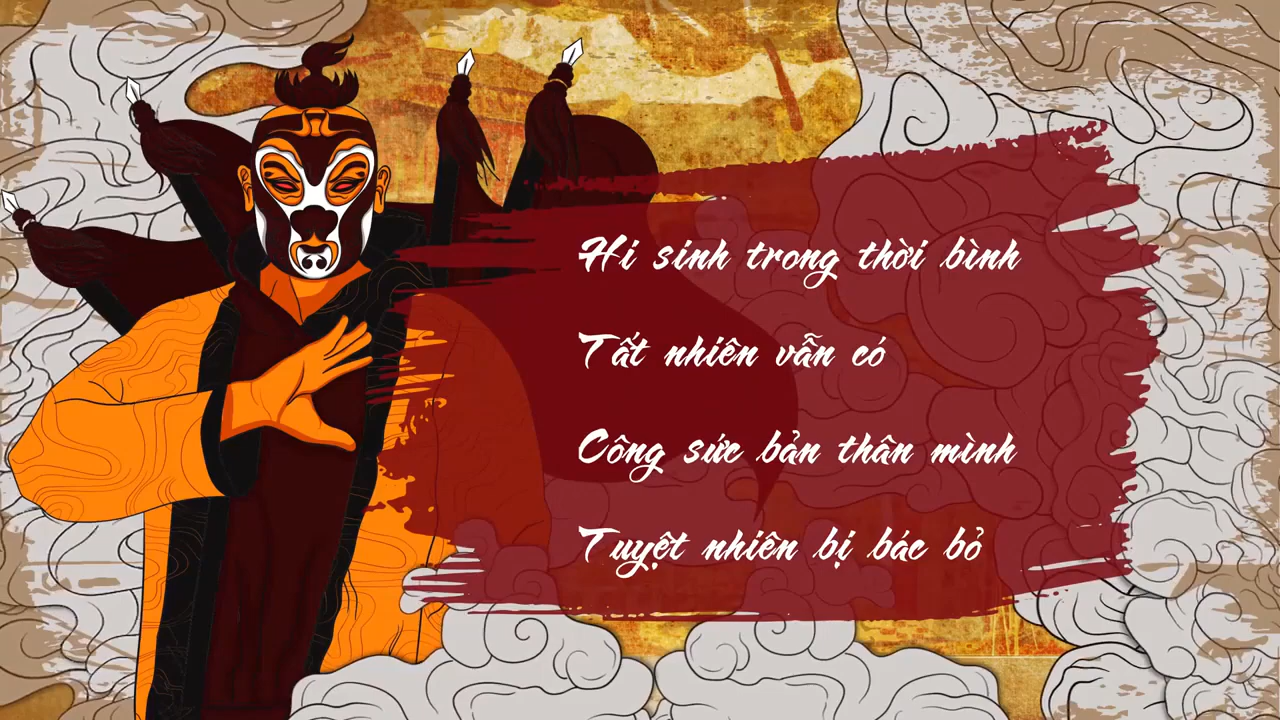 Hi sinh trong thời bình
Tất nhiên vẫn có
Công sức bản thân mình
Tuyệt nhiên bị bác bỏ